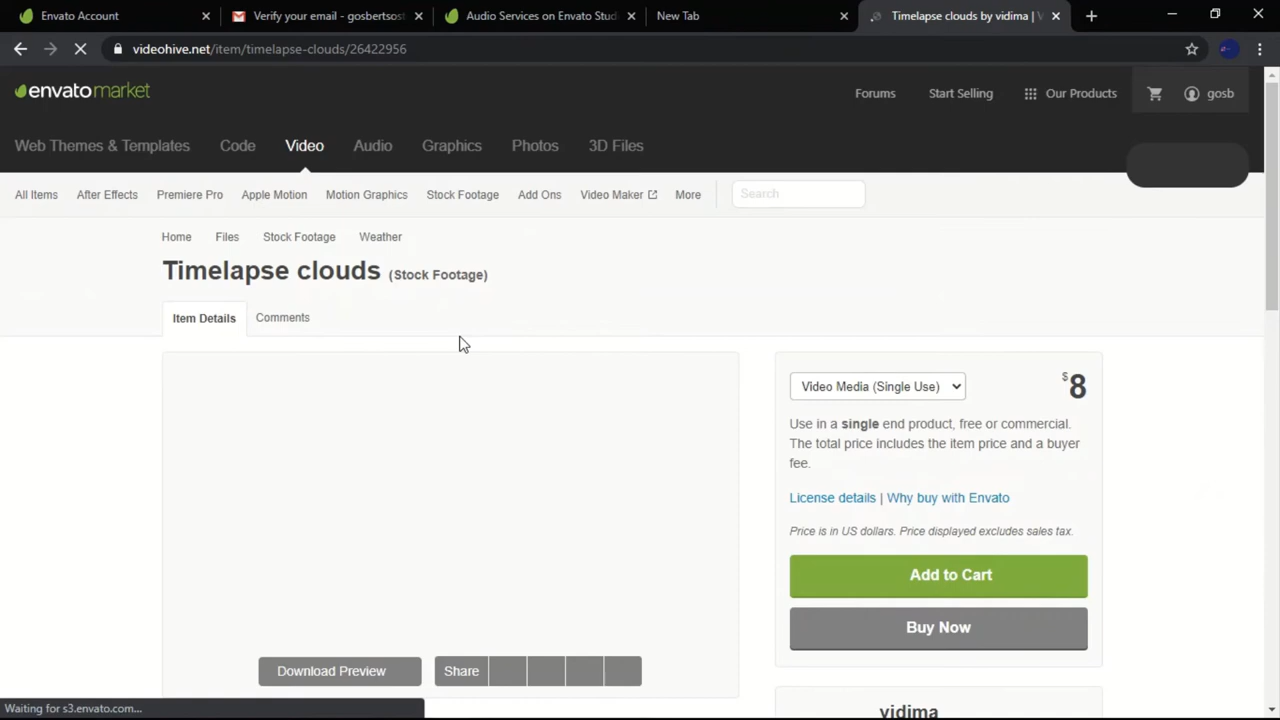 Envato Account
Verify your email - gosbertsost
Audio Services on Envato Stud
New Tab
Timelapse clouds by vidima | V
videohive.net/item/timelapse-clouds/26422956
envato market
Forums
Start Selling
Our Products
gosb
Web Themes & Templates
Code
Video
Audio
Graphics
Photos
3D Files
All Items
After Effects
Premiere Pro
Apple Motion
Motion Graphics
Stock Footage
Add Ons
Video Maker
More
Search
Home
Files
Stock Footage
Weather
Timelapse clouds (Stock Footage)
Item Details
Comments
Video Media (Single Use)
$8
Use in a single end product, free or commercial.
The total price includes the item price and a buyer
fee.
License details | Why buy with Envato
Price is in US dollars. Price displayed excludes sales tax.
Add to Cart
Buy Now
Download Preview
Share
vidima
Waiting for s3.envato.com...